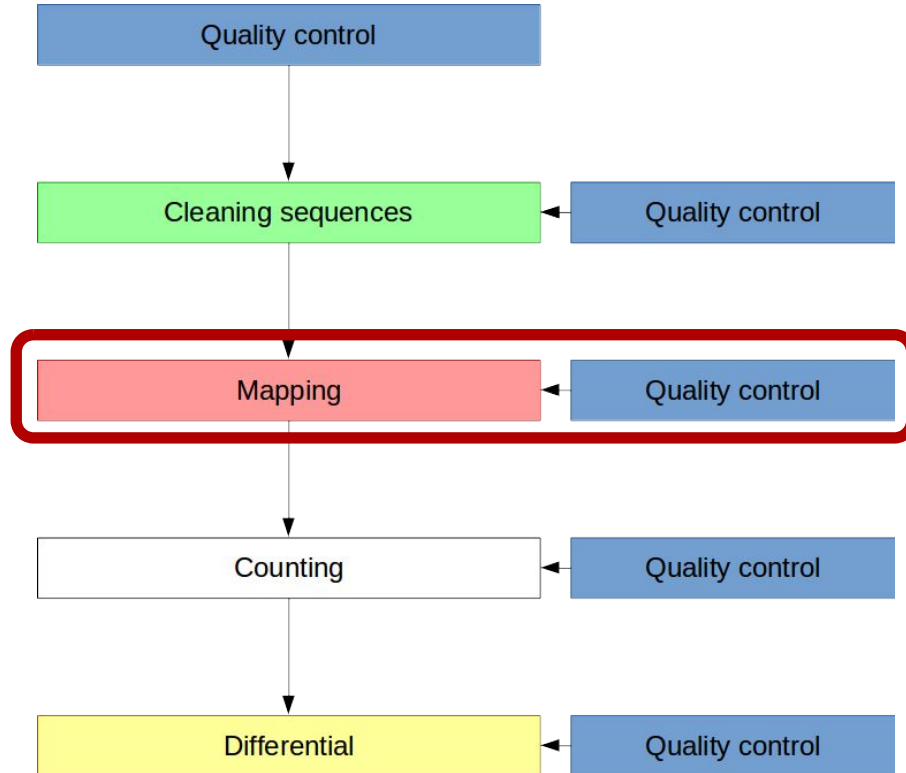 Quality control
Cleaning sequences
Quality control
Mapping
Quality control
Counting
Quality control
Differential
Quality control